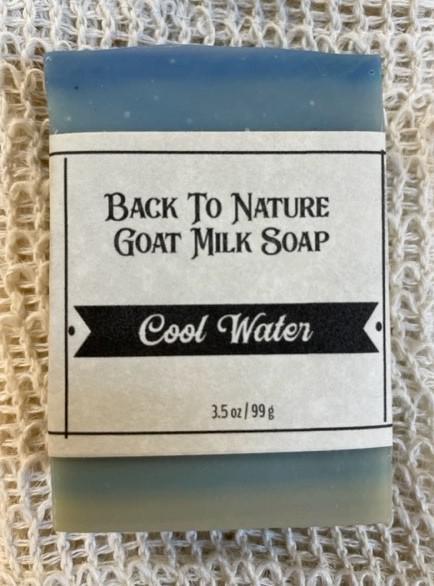 Back To Nature
Goat Milk Soap
Cool Water
3.5 oz / 99 g